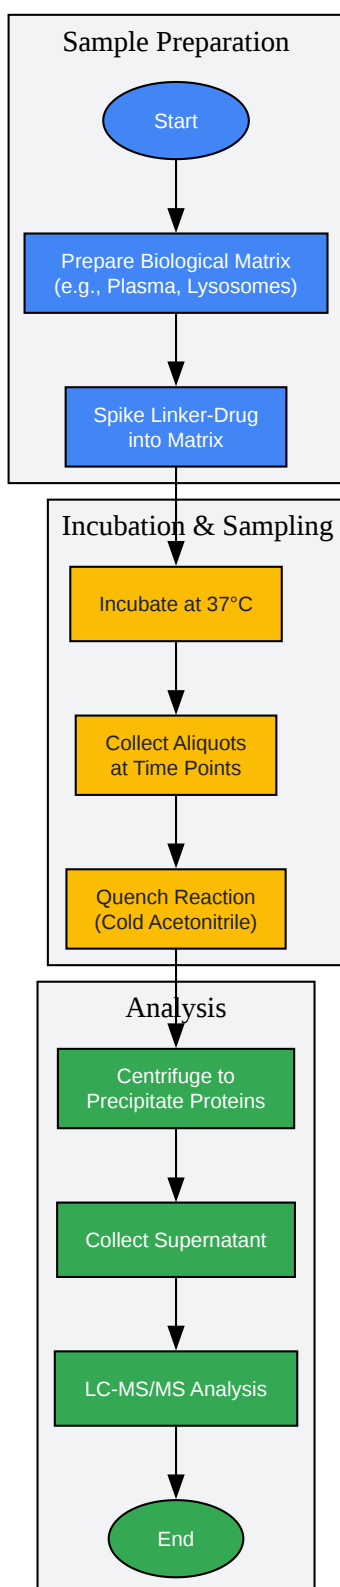 Sample Preparation
Start
Prepare Biological Matrix
(e.g., Plasma, Lysosomes)
Spike Linker-Drug
into Matrix
Incubation & Sampling
Incubate at 37°C
Collect Aliquots
at Time Points
Quench Reaction
(Cold Acetonitrile)
Analysis
Centrifuge to
Precipitate Proteins
Collect Supernatant
LC-MS/MS Analysis
End